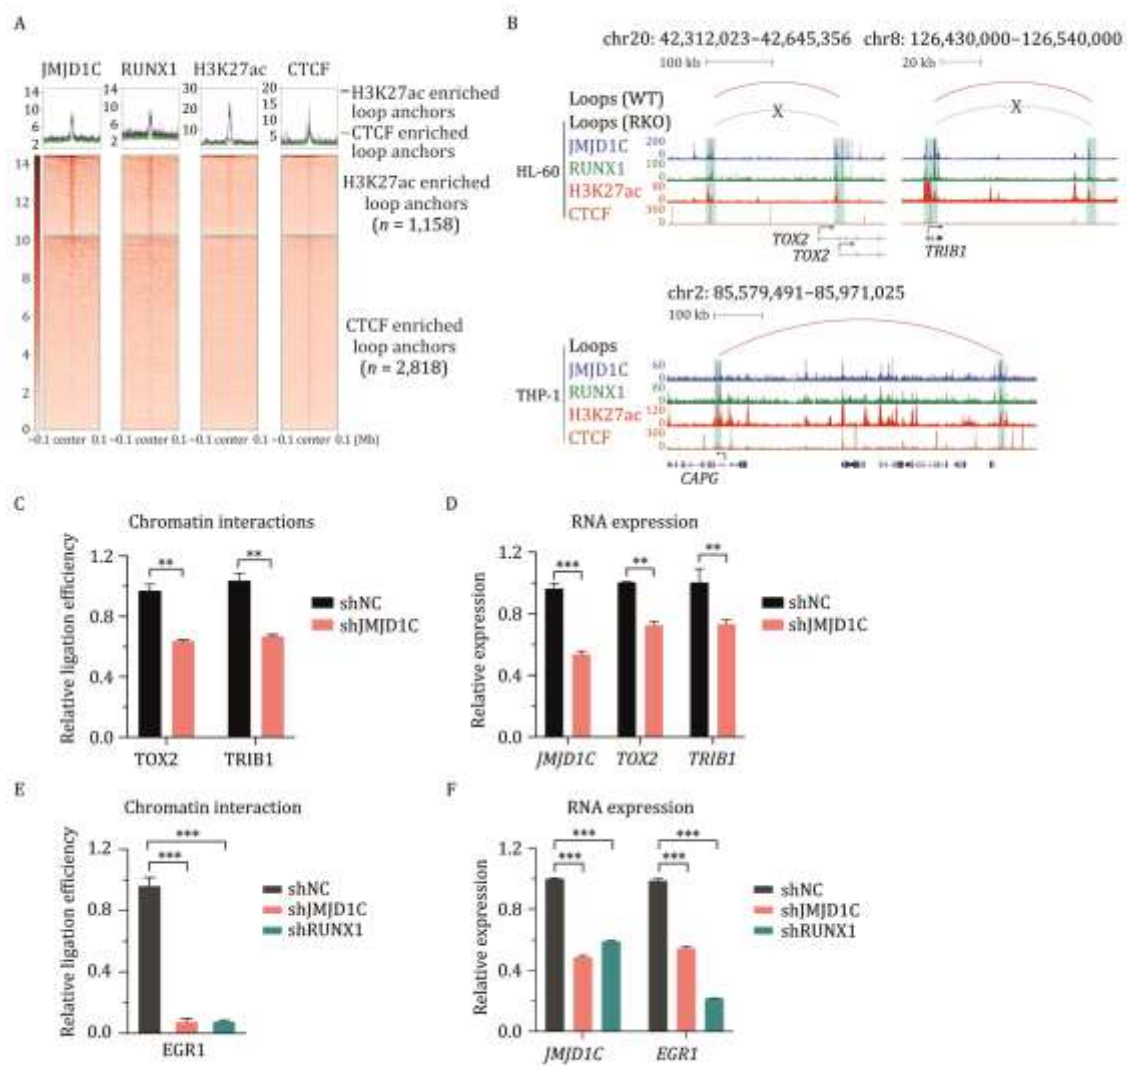 A
JMJD1C RUNX1 H3K27ac CTCF
14 14 30 20
10 10 20 15
6 6 10 10
2 2 5
H3K27ac enriched
loop anchors
CTCF enriched
loop anchors
14
12
10
8
6
4
2
0
H3K27ac enriched
loop anchors
(n = 1,158)
CTCF enriched
loop anchors
(n = 2,818)
−0.1 center 0.1 −0.1 center 0.1 −0.1 center 0.1 −0.1 center 0.1 (Mb)
B
chr20: 42,312,023−42,645,356 chr8: 126,430,000−126,540,000
100 kb 20 kb
Loops (WT)
Loops (RKO)
X X
HL-60
JMJD1C 200 0
RUNX1 100 0
H3K27ac 80 0
CTCF 350 0
TOX2
TOX2
TRIB1
chr2: 85,579,491−85,971,025
100 kb
THP-1
Loops
JMJD1C 60 0
RUNX1 60 0
H3K27ac 120 0
CTCF 300 0
CAPG
C
Chromatin interactions
Relative ligation efficiency
1.2
0.8
0.4
0.0
** **
TOX2 TRIB1
shNC
shJMJD1C
D
RNA expression
Relative expression
1.2
0.8
0.4
0.0
*** ** **
JMJD1C TOX2 TRIB1
shNC
shJMJD1C
E
Chromatin interaction
Relative ligation efficiency
1.2
0.8
0.4
0.0
***
***
EGR1
shNC
shJMJD1C
shRUNX1
F
RNA expression
Relative expression
1.2
0.8
0.4
0.0
*** ***
*** ***
JMJD1C EGR1
shNC
shJMJD1C
shRUNX1